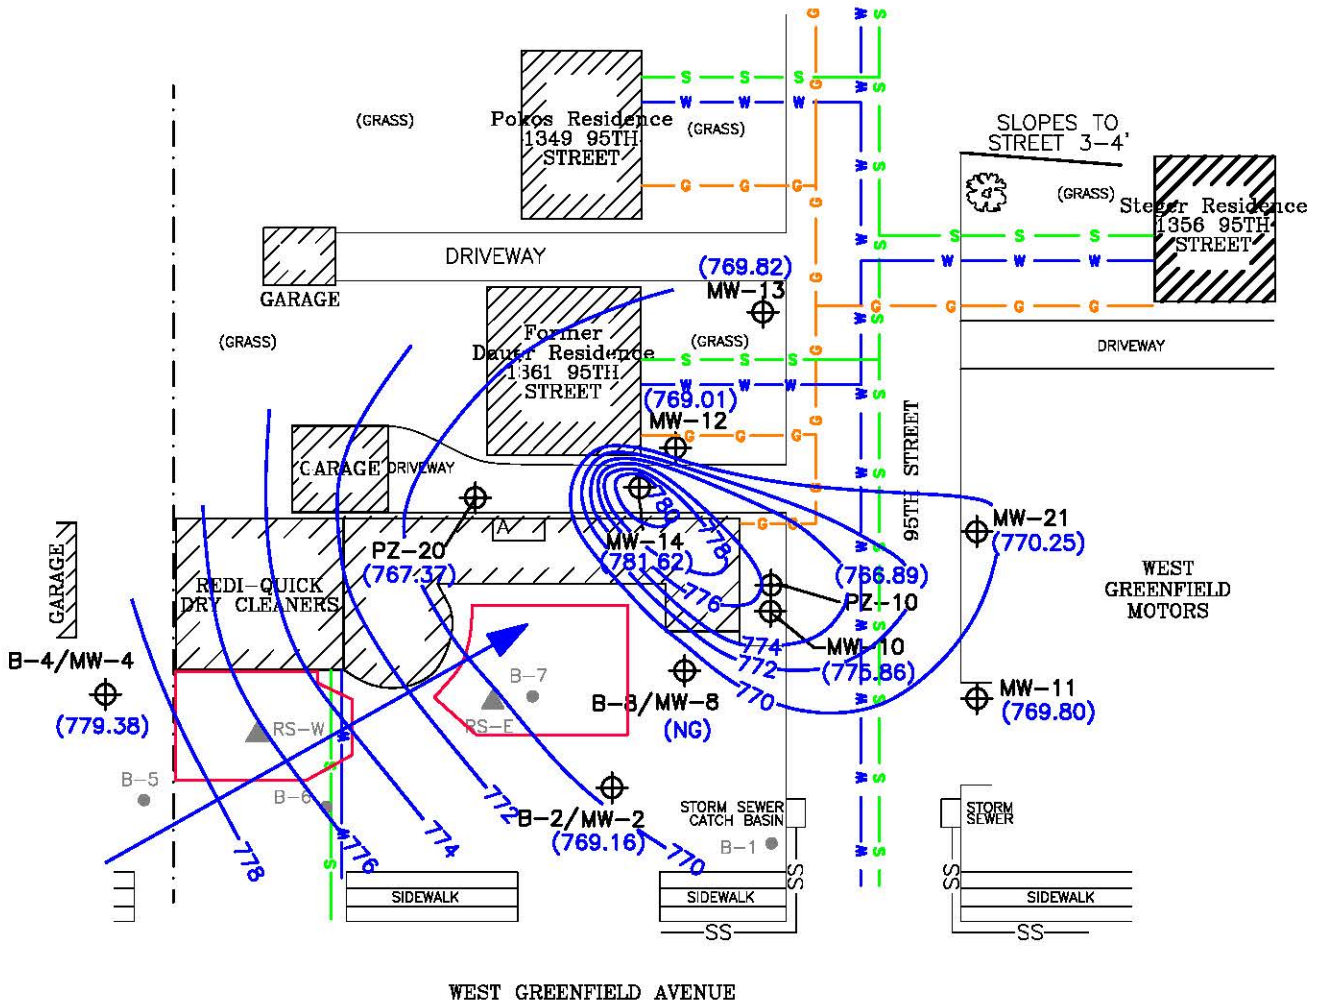 G W S
S S S
G
W S
W W W
(GRASS)
Pokos Residence
1349 95TH
STREET
(GRASS)
SLOPES TO
STREET 3-4'
W S
G G G
(GRASS)
G
Steger Residence
1356 95TH
STREET
DRIVEWAY
S S S
W S
W W W
(769.82)
MW-13
G
GARAGE
G G G G
W S
(GRASS)
Former
Dauer Residence
1361 95TH
STREET
(GRASS)
S S S
G
DRIVEWAY
W W W
W S
(769.01)
MW-12
G
95TH STREET
G G G
GARAGE
DRIVEWAY
W S
780
778
A
G G
MW-21
(770.25)
PZ-20
(767.37)
MW-14
(781.62)
W S
GARAGE
REDI-QUICK
DRY CLEANERS
776
(766.89)
PZ-10
WEST
GREENFIELD
MOTORS
W S
774
MW-10
(775.86)
B-4/MW-4
(779.38)
772
770
B-7
RS-E
B-8/MW-8
(NG)
MW-11
(769.80)
RS-W
W
S
W S
B-5
B-6
772
B-2/MW-2
(769.16)
STORM SEWER
CATCH BASIN
STORM
SEWER
774
W
776
778
770
B-1
W S
S
SS
SS
SIDEWALK
SIDEWALK
SIDEWALK
SS
SS
WEST GREENFIELD AVENUE